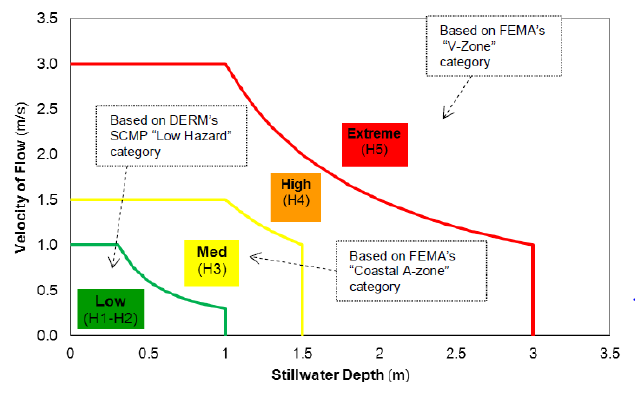 3.5
3.0
2.5
2.0
1.5
1.0
0.5
0.0
Velocity of Flow (m/s)
Based on FEMA's
"V-Zone"
category
Based on DERM's
SCMP "Low Hazard"
category
Extreme
(H5)
High
(H4)
Med
(H3)
Based on FEMA's
"Coastal A-zone"
category
Low
(H1-H2)
0
0.5
1
1.5
2
2.5
3
3.5
Stillwater Depth (m)